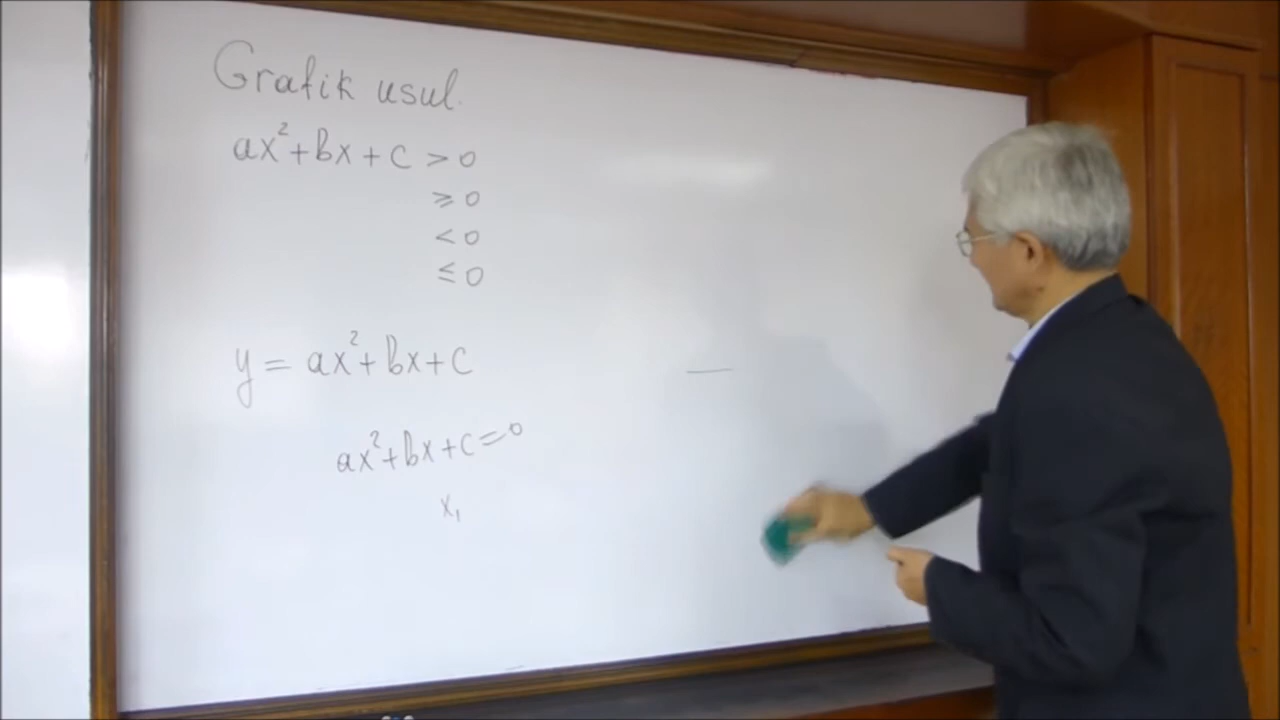 Grafik usul.
ax²+bx+c>0
≥0
<0
≤0
y=ax²+bx+c
ax²+bx+c=0
x₁